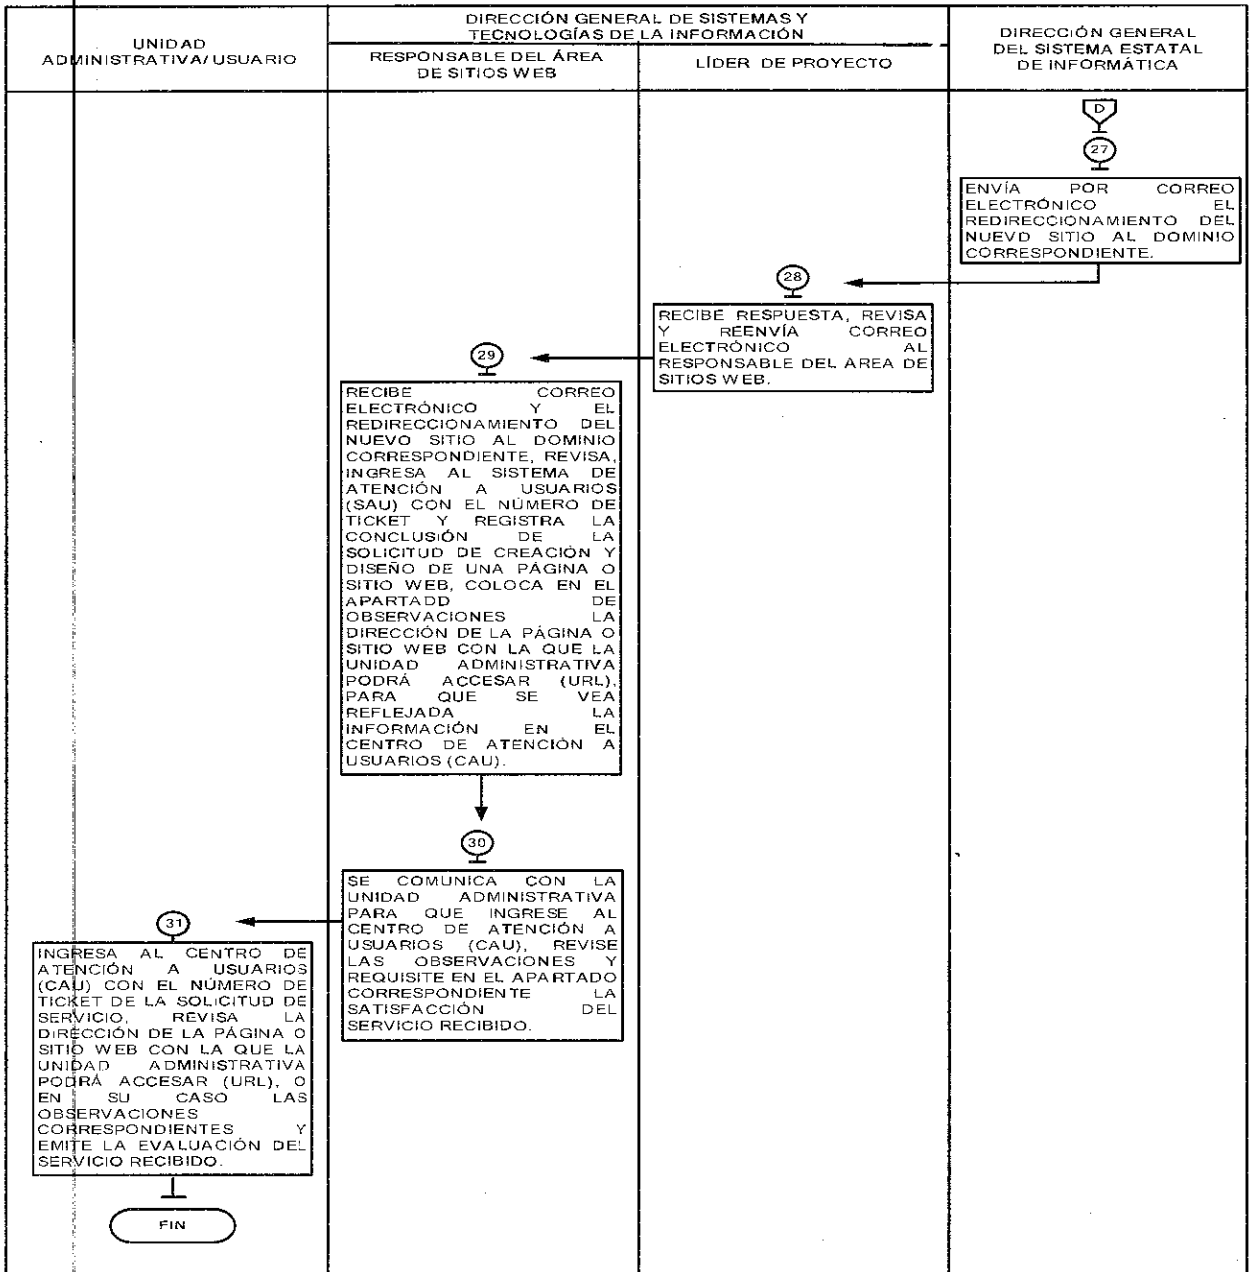 UNIDAD
ADMINISTRATIVA/USUARIO
DIRECCIÓN GENERAL DE SISTEMAS Y
TECNOLOGÍAS DE LA INFORMACIÓN
RESPONSABLE DEL ÁREA
DE SITIOS WEB
LÍDER DE PROYECTO
DIRECCIÓN GENERAL
DEL SISTEMA ESTATAL
DE INFORMÁTICA
D
27
ENVÍA POR CORREO
ELECTRÓNICO EL
REDIRECCIONAMIENTO DEL
NUEVO SITIO AL DOMINIO
CORRESPONDIENTE.
28
RECIBE RESPUESTA, REVISA
Y REENVÍA CORREO
ELECTRÓNICO AL
RESPONSABLE DEL AREA DE
SITIOS WEB.
29
RECIBE CORREO
ELECTRÓNICO Y EL
REDIRECCIONAMIENTO DEL
NUEVO SITIO AL DOMINIO
CORRESPONDIENTE, REVISA,
INGRESA AL SISTEMA DE
ATENCIÓN A USUARIOS
(SAU) CON EL NÚMERO DE
TICKET Y REGISTRA LA
CONCLUSIÓN DE LA
SOLICITUD DE CREACIÓN Y
DISEÑO DE UNA PÁGINA O
SITIO WEB, COLOCA EN EL
APARTADO DE
OBSERVACIONES LA
DIRECCIÓN DE LA PÁGINA O
SITIO WEB CON LA QUE LA
UNIDAD ADMINISTRATIVA
PODRÁ ACCESAR (URL),
PARA QUE SE VEA
REFLEJADA LA
INFORMACIÓN EN EL
CENTRO DE ATENCIÓN A
USUARIOS (CAU).
30
SE COMUNICA CON LA
UNIDAD ADMINISTRATIVA
PARA QUE INGRESE AL
CENTRO DE ATENCIÓN A
USUARIOS (CAU), REVISE
LAS OBSERVACIONES Y
REQUISITE EN EL APARTADO
CORRESPONDIENTE LA
SATISFACCIÓN DEL
SERVICIO RECIBIDO.
31
INGRESA AL CENTRO DE
ATENCIÓN A USUARIOS
(CAU) CON EL NÚMERO DE
TICKET DE LA SOLICITUD DE
SERVICIO, REVISA LA
DIRECCIÓN DE LA PÁGINA O
SITIO WEB CON LA QUE LA
UNIDAD ADMINISTRATIVA
PODRÁ ACCESAR (URL), O
EN SU CASO LAS
OBSERVACIONES
CORRESPONDIENTES Y
EMITE LA EVALUACIÓN DEL
SERVICIO RECIBIDO.
FIN